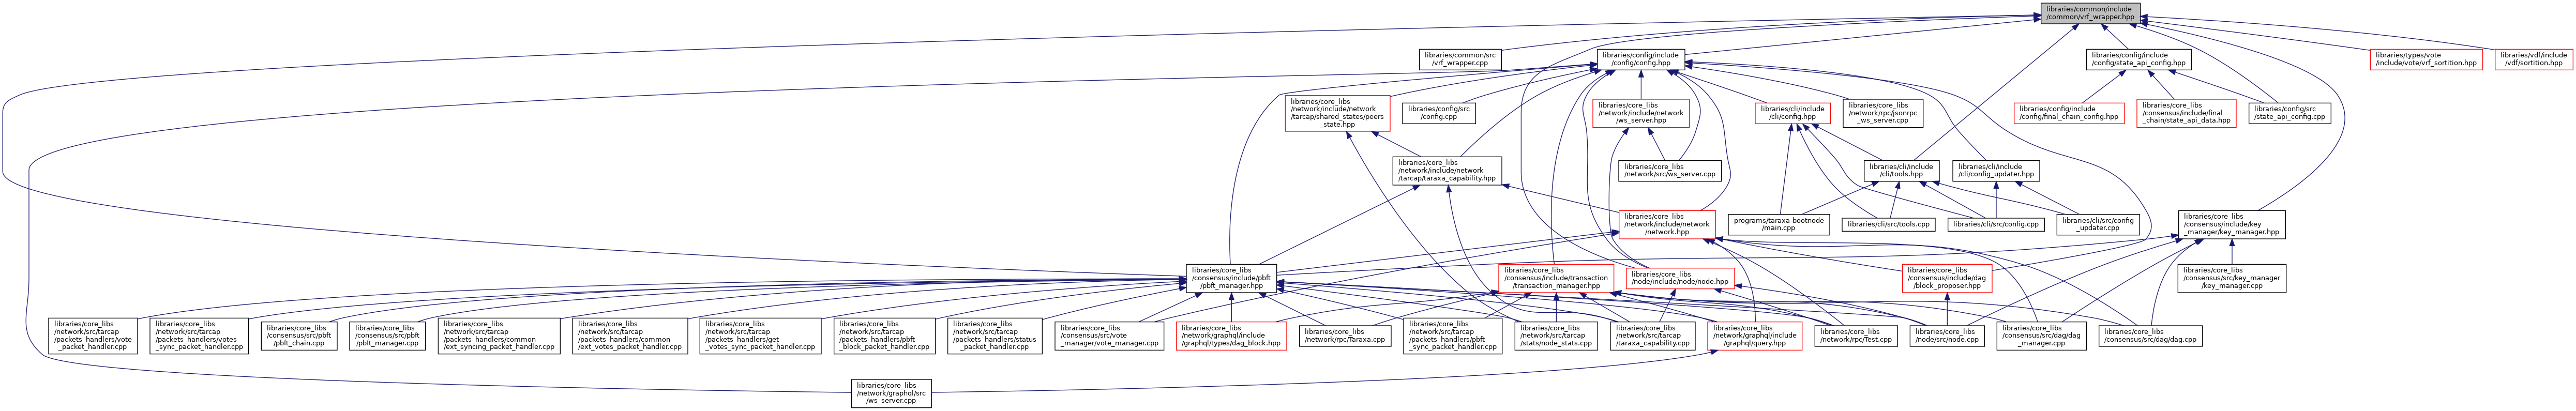 libraries/common/include
/common/vrf_wrapper.hpp
libraries/common/src
/vrf_wrapper.cpp
libraries/config/include
/config/config.hpp
libraries/config/include
/config/state_api_config.hpp
libraries/types/vote
/include/vote/vrf_sortition.hpp
libraries/vdf/include
/vdf/sortition.hpp
libraries/core_libs
/network/include/network
/tarcap/shared_states/peers
_state.hpp
libraries/config/src
/config.cpp
libraries/core_libs
/network/include/network
/ws_server.hpp
libraries/cli/include
/cli/config.hpp
libraries/core_libs
/network/rpc/jsonrpc
_ws_server.cpp
libraries/config/include
/config/final_chain_config.hpp
libraries/core_libs
/consensus/include/final
_chain/state_api_data.hpp
libraries/config/src
/state_api_config.cpp
libraries/core_libs
/network/include/network
/tarcap/taraxa_capability.hpp
libraries/core_libs
/network/src/ws_server.cpp
libraries/cli/include
/cli/tools.hpp
libraries/cli/include
/cli/config_updater.hpp
libraries/core_libs
/network/include/network
/network.hpp
programs/taraxa-bootnode
/main.cpp
libraries/cli/src/tools.cpp
libraries/cli/src/config.cpp
libraries/cli/src/config
_updater.cpp
libraries/core_libs
/consensus/include/key
_manager/key_manager.hpp
libraries/core_libs
/consensus/include/pbft
/pbft_manager.hpp
libraries/core_libs
/consensus/include/transaction
/transaction_manager.hpp
libraries/core_libs
/node/include/node/node.hpp
libraries/core_libs
/consensus/include/dag
/block_proposer.hpp
libraries/core_libs
/consensus/src/key_manager
/key_manager.cpp
libraries/core_libs
/network/src/tarcap
/packets_handlers/vote
_packet_handler.cpp
libraries/core_libs
/network/src/tarcap
/packets_handlers/votes
_sync_packet_handler.cpp
libraries/core_libs
/consensus/src/pbft
/pbft_chain.cpp
libraries/core_libs
/consensus/src/pbft
/pbft_manager.cpp
libraries/core_libs
/network/src/tarcap
/packets_handlers/common
/ext_syncing_packet_handler.cpp
libraries/core_libs
/network/src/tarcap
/packets_handlers/common
/ext_votes_packet_handler.cpp
libraries/core_libs
/network/src/tarcap
/packets_handlers/get
_votes_sync_packet_handler.cpp
libraries/core_libs
/network/src/tarcap
/packets_handlers/pbft
_block_packet_handler.cpp
libraries/core_libs
/network/src/tarcap
/packets_handlers/status
_packet_handler.cpp
libraries/core_libs
/consensus/src/vote
_manager/vote_manager.cpp
libraries/core_libs
/network/graphql/include
/graphql/types/dag_block.hpp
libraries/core_libs
/network/rpc/Taraxa.cpp
libraries/core_libs
/network/src/tarcap
/packets_handlers/pbft
_sync_packet_handler.cpp
libraries/core_libs
/network/src/tarcap
/stats/node_stats.cpp
libraries/core_libs
/network/src/tarcap
/taraxa_capability.cpp
libraries/core_libs
/network/graphql/include
/graphql/query.hpp
libraries/core_libs
/network/rpc/Test.cpp
libraries/core_libs
/node/src/node.cpp
libraries/core_libs
/consensus/src/dag/dag
_manager.cpp
libraries/core_libs
/consensus/src/dag/dag.cpp
libraries/core_libs
/network/graphql/src
/ws_server.cpp